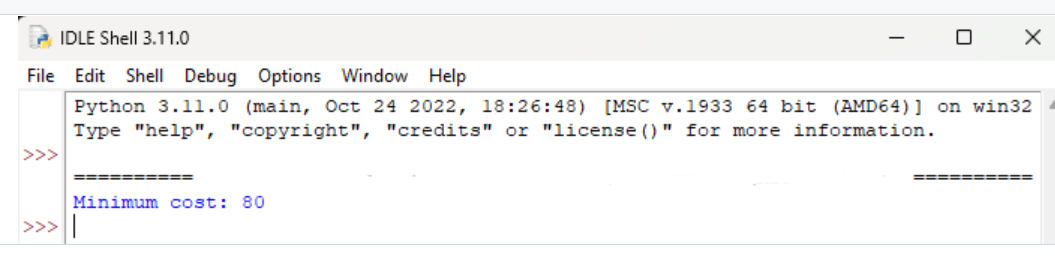 IDLE Shell 3.11.0
File Edit Shell Debug Options Window Help
Python 3.11.0 (main, Oct 24 2022, 18:26:48) [MSC v.1933 64 bit (AMD64)] on win32
Type "help", "copyright", "credits" or "license()" for more information.
>>>
========== ==========
Minimum cost: 80
>>>